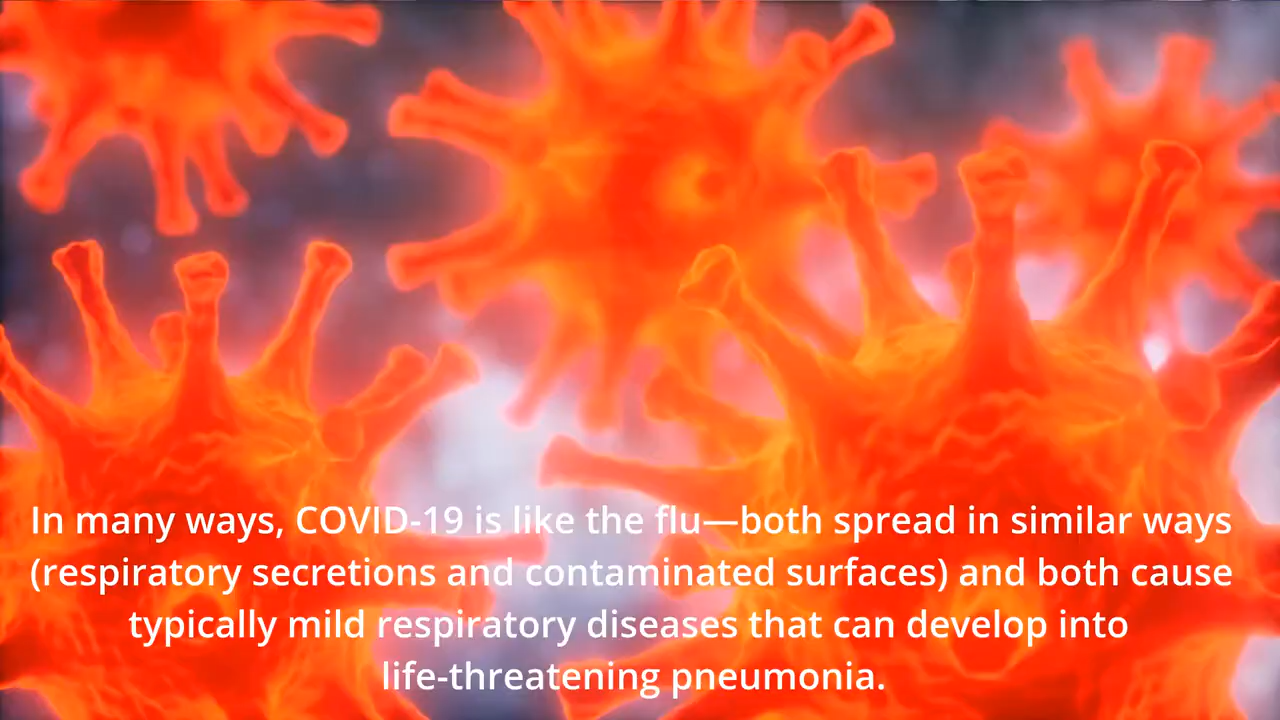 In many ways, COVID-19 is like the flu—both spread in similar ways
(respiratory secretions and contaminated surfaces) and both cause
typically mild respiratory diseases that can develop into
life-threatening pneumonia.